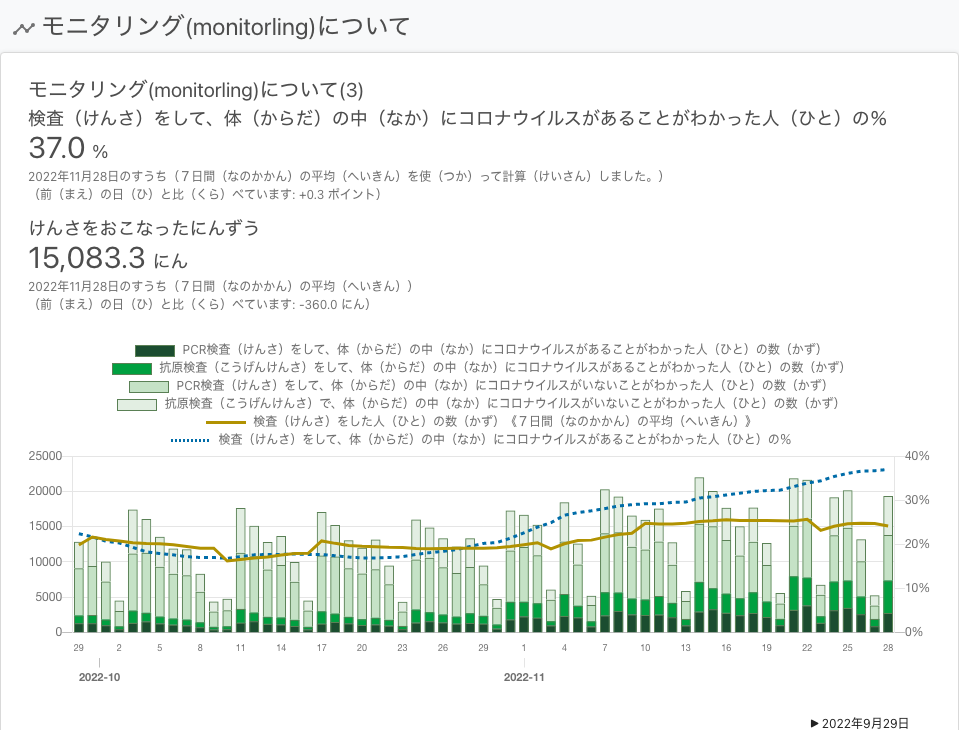 モニタリング(monitorling)について
モニタリング(monitorling)について(3)
検査（けんさ）をして、体（からだ）の中（なか）にコロナウイルスがあることがわかった人（ひと）の％
37.0 %
2022年11月28日のすうち（７日間（なのかかん）の平均（へいきん）を使（つか）って計算（けいさん）しました。）
（前（まえ）の日（ひ）と比（くら）べています: +0.3 ポイント）
けんさをおこなったにんずう
15,083.3 にん
2022年11月28日のすうち（７日間（なのかかん）の平均（へいきん））
（前（まえ）の日（ひ）と比（くら）べています: -360.0 にん）
PCR検査（けんさ）をして、体（からだ）の中（なか）にコロナウイルスがあることがわかった人（ひと）の数（かず）
抗原検査（こうげんけんさ）をして、体（からだ）の中（なか）にコロナウイルスがあることがわかった人（ひと）の数（かず）
PCR検査（けんさ）をして、体（からだ）の中（なか）にコロナウイルスがいないことがわかった人（ひと）の数（かず）
抗原検査（こうげんけんさ）で、体（からだ）の中（なか）にコロナウイルスがいないことがわかった人（ひと）の数（かず）
検査（けんさ）をした人（ひと）の数（かず）《７日間（なのかかん）の平均（へいきん）》
検査（けんさ）をして、体（からだ）の中（なか）にコロナウイルスがあることがわかった人（ひと）の％
25000 40%
20000 30%
15000 20%
10000 10%
5000
0 0%
29 2 5 8 11 14 17 20 23 26 29 1 4 7 10 13 16 19 22 25 28
2022-10 2022-11
▶ 2022年9月29日